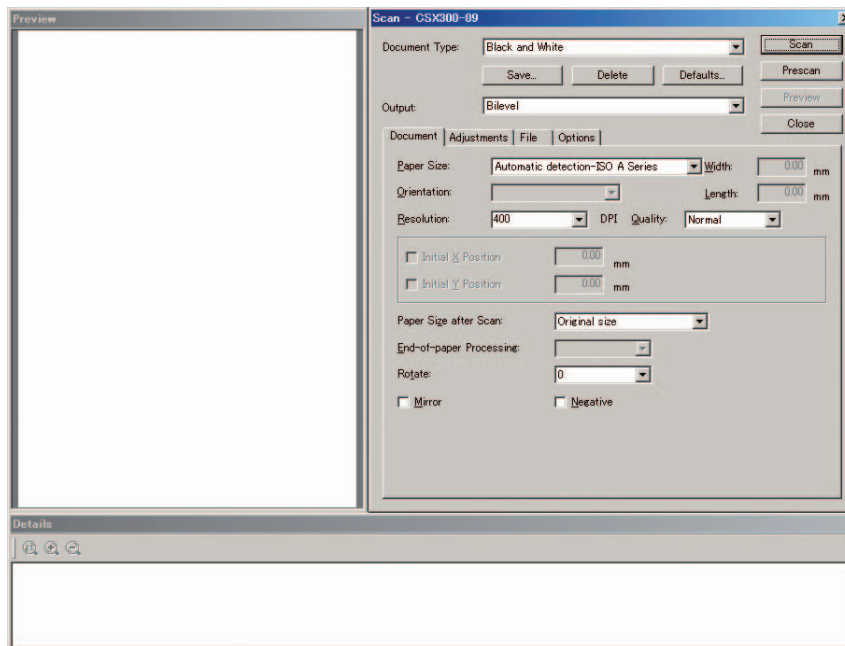 Preview
Scan - CSX300-09
Document Type: Black and White Scan
Save... Delete Defaults... Prescan
Preview
Output: Bilevel
Close
Document Adjustments File Options
Paper Size: Automatic detection-ISO A Series Width: 0.00 mm
Orientation: Length: 0.00 mm
Resolution: 400 DPI Quality: Normal
Initial X Position 0.00 mm
Initial Y Position 0.00 mm
Paper Size after Scan: Original size
End-of-paper Processing:
Rotate: 0
Mirror Negative
Details